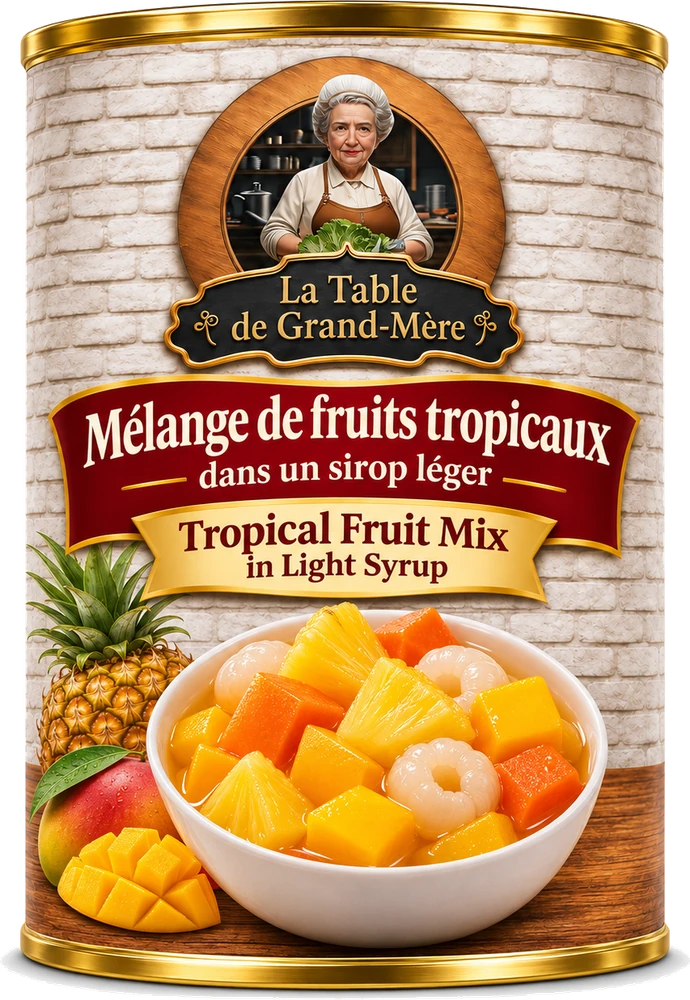 La Table
de Grand-Mère
Mélange de fruits tropicaux
dans un sirop léger
Tropical Fruit Mix
in Light Syrup